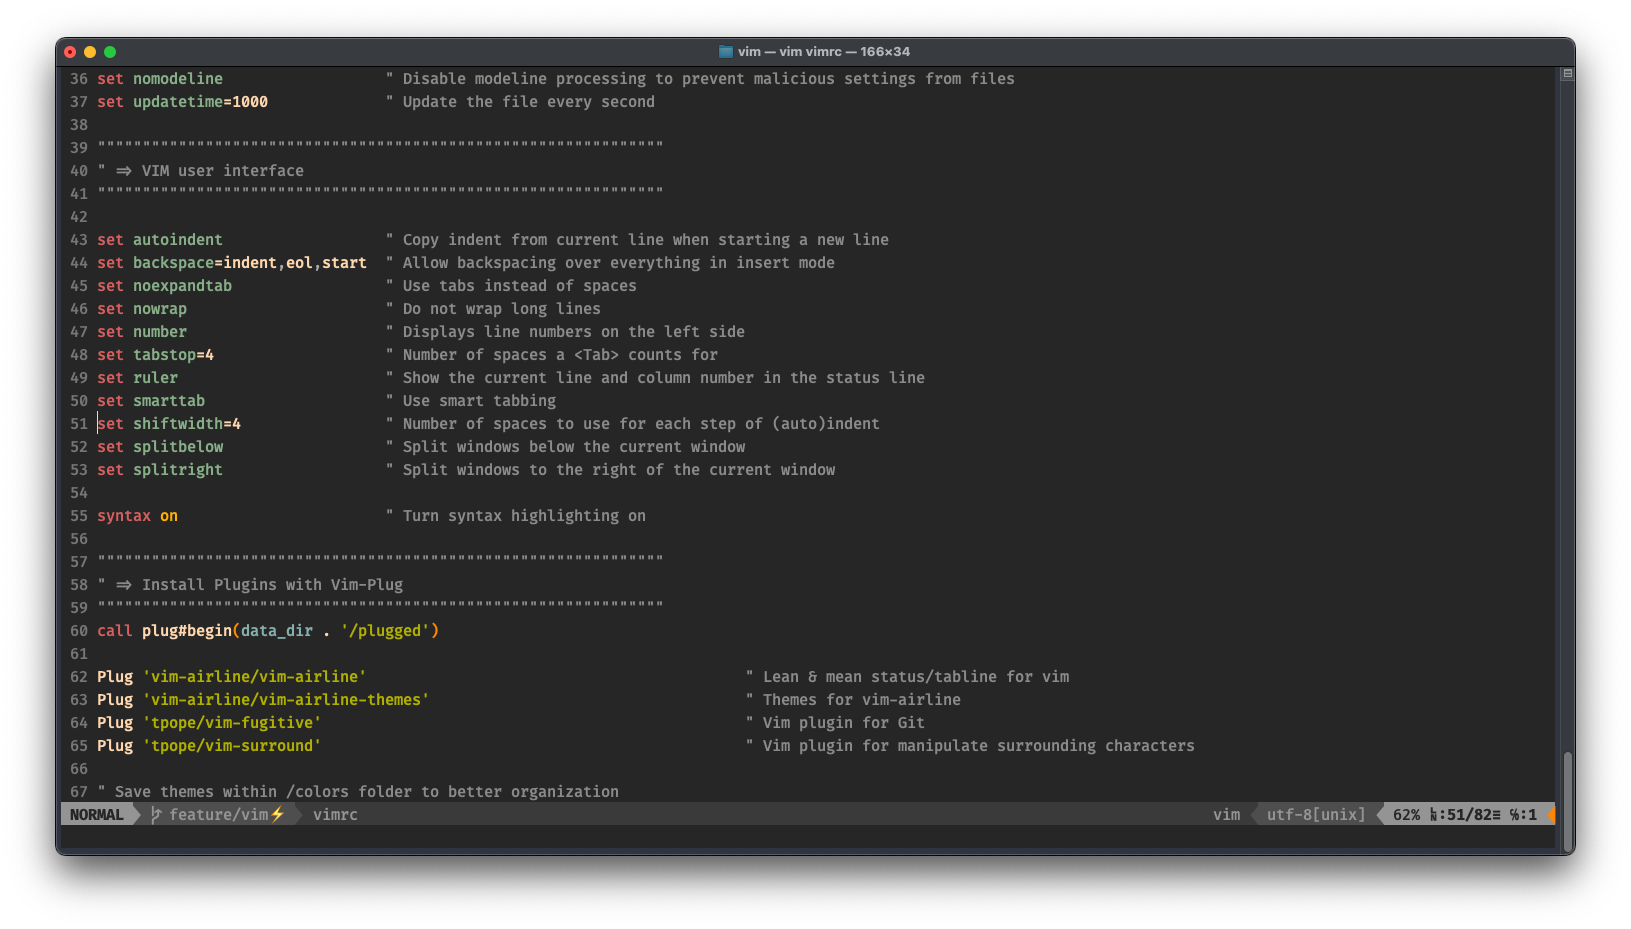 vim — vim vimrc — 166×34
36 set nomodeline                  " Disable modeline processing to prevent malicious settings from files
37 set updatetime=1000             " Update the file every second
38
39 """""""""""""""""""""""""""""""""""""""""""""""""""""""""""""""
40 " => VIM user interface
41 """""""""""""""""""""""""""""""""""""""""""""""""""""""""""""""
42
43 set autoindent                  " Copy indent from current line when starting a new line
44 set backspace=indent,eol,start  " Allow backspacing over everything in insert mode
45 set noexpandtab                 " Use tabs instead of spaces
46 set nowrap                      " Do not wrap long lines
47 set number                      " Displays line numbers on the left side
48 set tabstop=4                   " Number of spaces a <Tab> counts for
49 set ruler                       " Show the current line and column number in the status line
50 set smarttab                    " Use smart tabbing
51 set shiftwidth=4                " Number of spaces to use for each step of (auto)indent
52 set splitbelow                  " Split windows below the current window
53 set splitright                  " Split windows to the right of the current window
54
55 syntax on                       " Turn syntax highlighting on
56
57 """""""""""""""""""""""""""""""""""""""""""""""""""""""""""""""
58 " => Install Plugins with Vim-Plug
59 """""""""""""""""""""""""""""""""""""""""""""""""""""""""""""""
60 call plug#begin(data_dir . '/plugged')
61
62 Plug 'vim-airline/vim-airline'                                          " Lean & mean status/tabline for vim
63 Plug 'vim-airline/vim-airline-themes'                                   " Themes for vim-airline
64 Plug 'tpope/vim-fugitive'                                               " Vim plugin for Git
65 Plug 'tpope/vim-surround'                                               " Vim plugin for manipulate surrounding characters
66
67 " Save themes within /colors folder to better organization
NORMAL feature/vim⚡ vimrc vim utf-8[unix] 62% ㏑:51/82≡ ℅:1